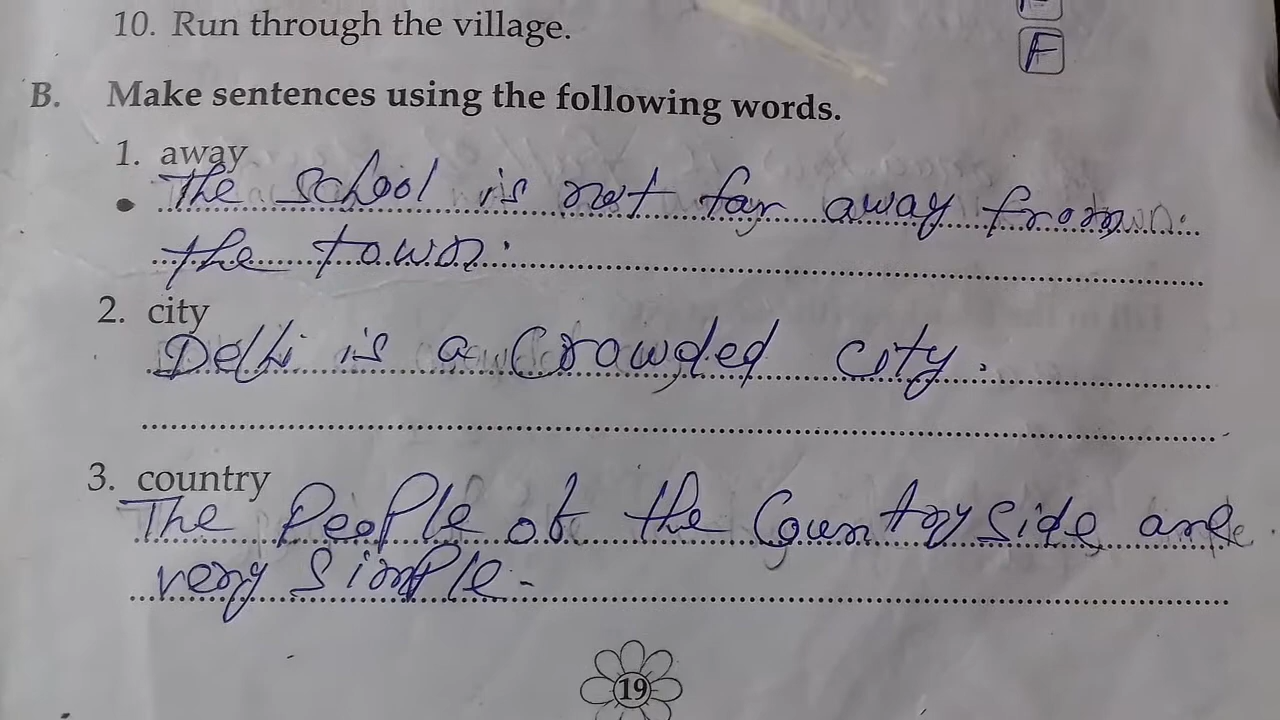 10. Run through the village.
F
B. Make sentences using the following words.
1. away
The school is not far away from
the town.
2. city
Delhi is a Crowded city.
3. country
The People of the Country Side are
very Simple.
19